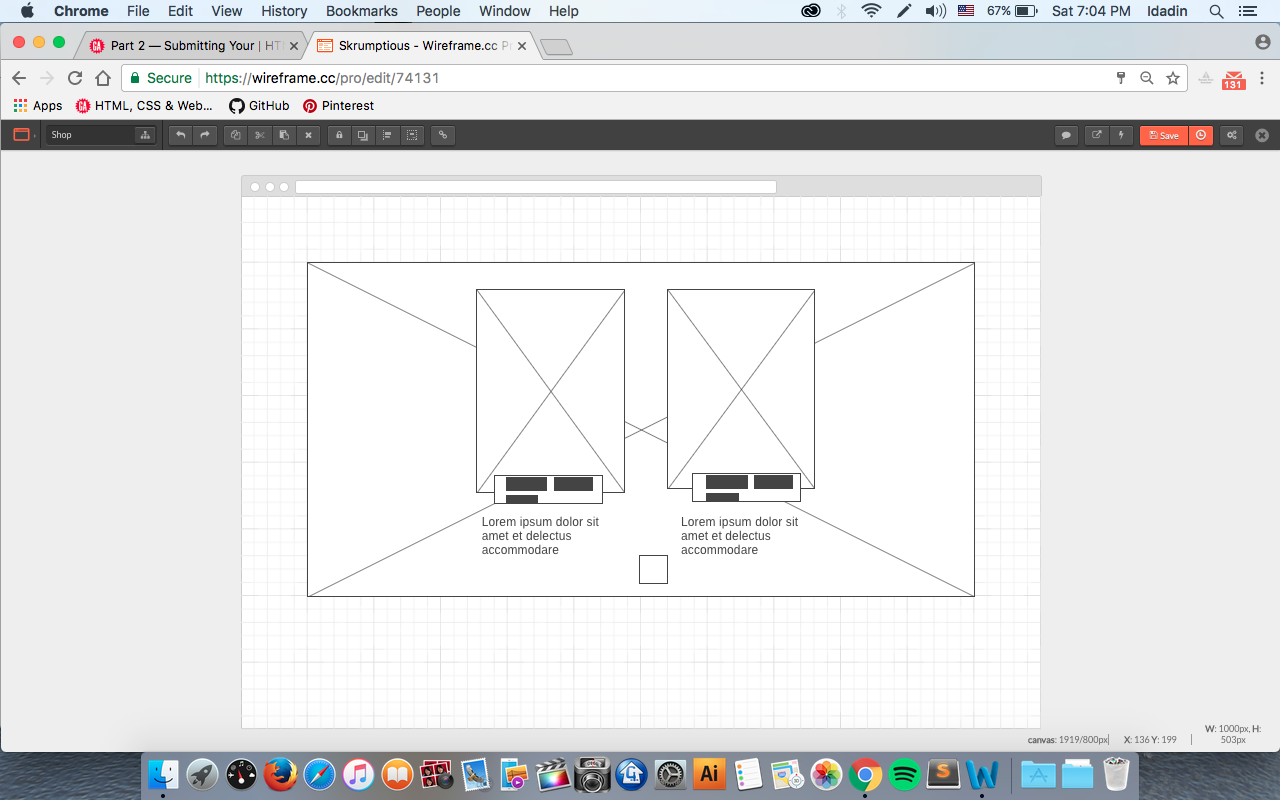 Chrome File Edit View History Bookmarks People Window Help 67% Sat 7:04 PM Idadin
Part 2 — Submitting Your | HT
Skrumptious - Wireframe.cc P
Secure https://wireframe.cc/pro/edit/74131
131
Apps HTML, CSS & Web... GitHub Pinterest
Shop
Save
Lorem ipsum dolor sit
amet et delectus
accommodare
Lorem ipsum dolor sit
amet et delectus
accommodare
canvas: 1919/800px X: 136 Y: 199 W: 1000px, H:
503px
Ai
S
W